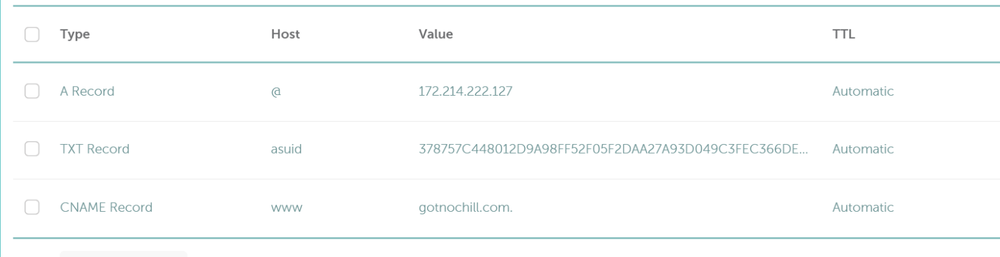 Type Host Value TTL
A Record @ 172.214.222.127 Automatic
TXT Record asuid 378757C448012D9A98FF52F05F2DAA27A93D049C3FEC366DE... Automatic
CNAME Record www gotnochill.com. Automatic